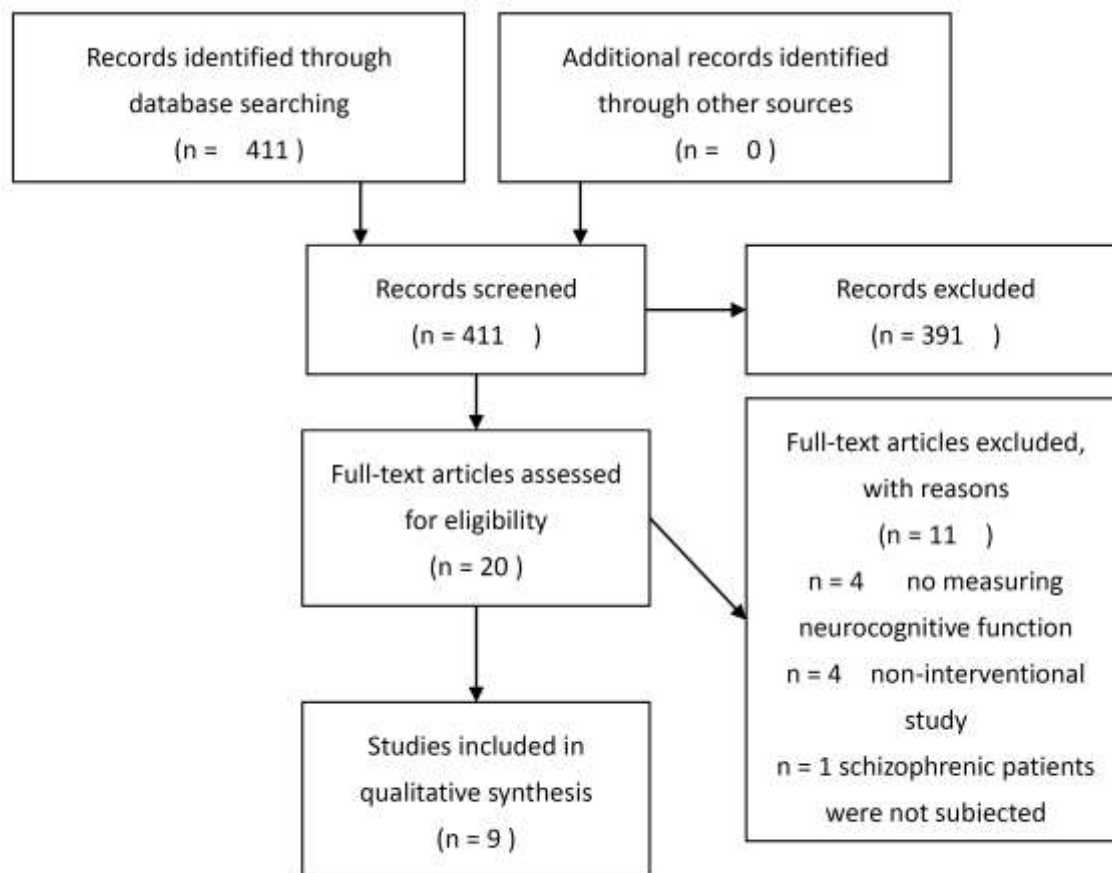 Records identified through
database searching
(n = 411 )
Additional records identified
through other sources
(n = 0 )
Records screened
(n = 411 )
Records excluded
(n = 391 )
Full-text articles assessed
for eligibility
(n = 20 )
Full-text articles excluded,
with reasons
(n = 11 )
n = 4 no measuring
neurocognitive function
n = 4 non-interventional
study
n = 1 schizophrenic patients
were not subjected
Studies included in
qualitative synthesis
(n = 9 )